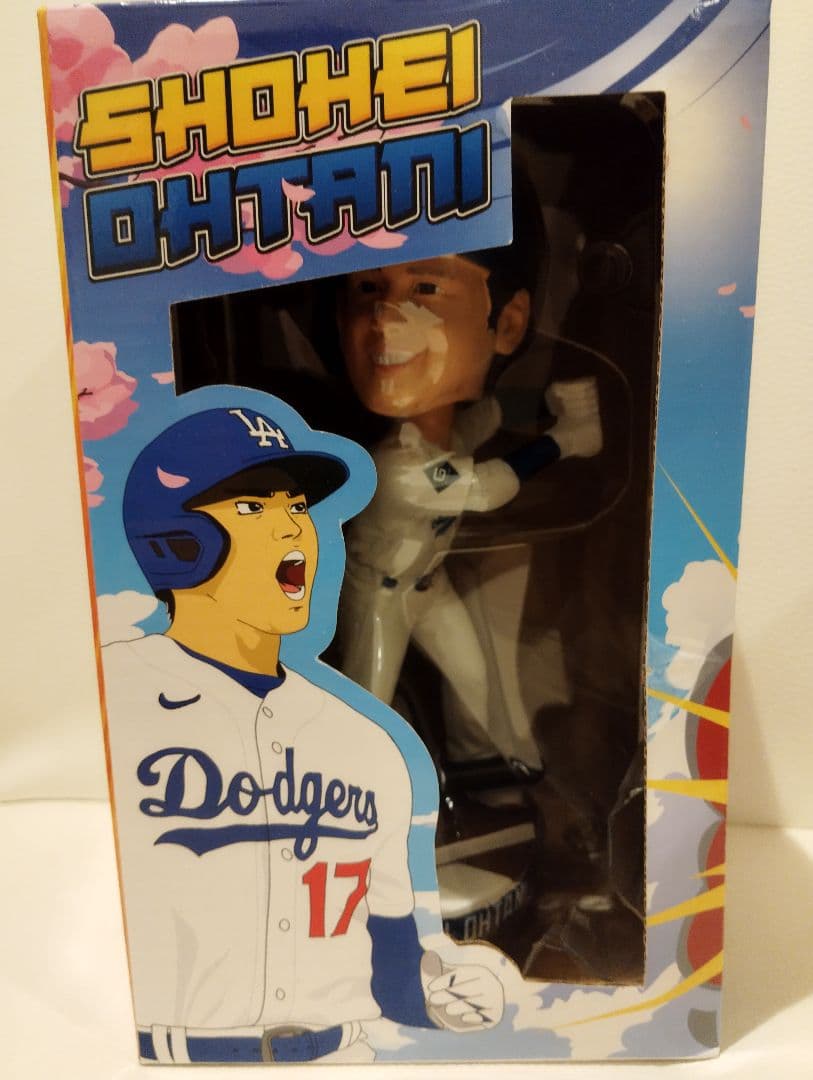 SHOHEI
OHTANI
LA
Dodgers
17
OHTANI